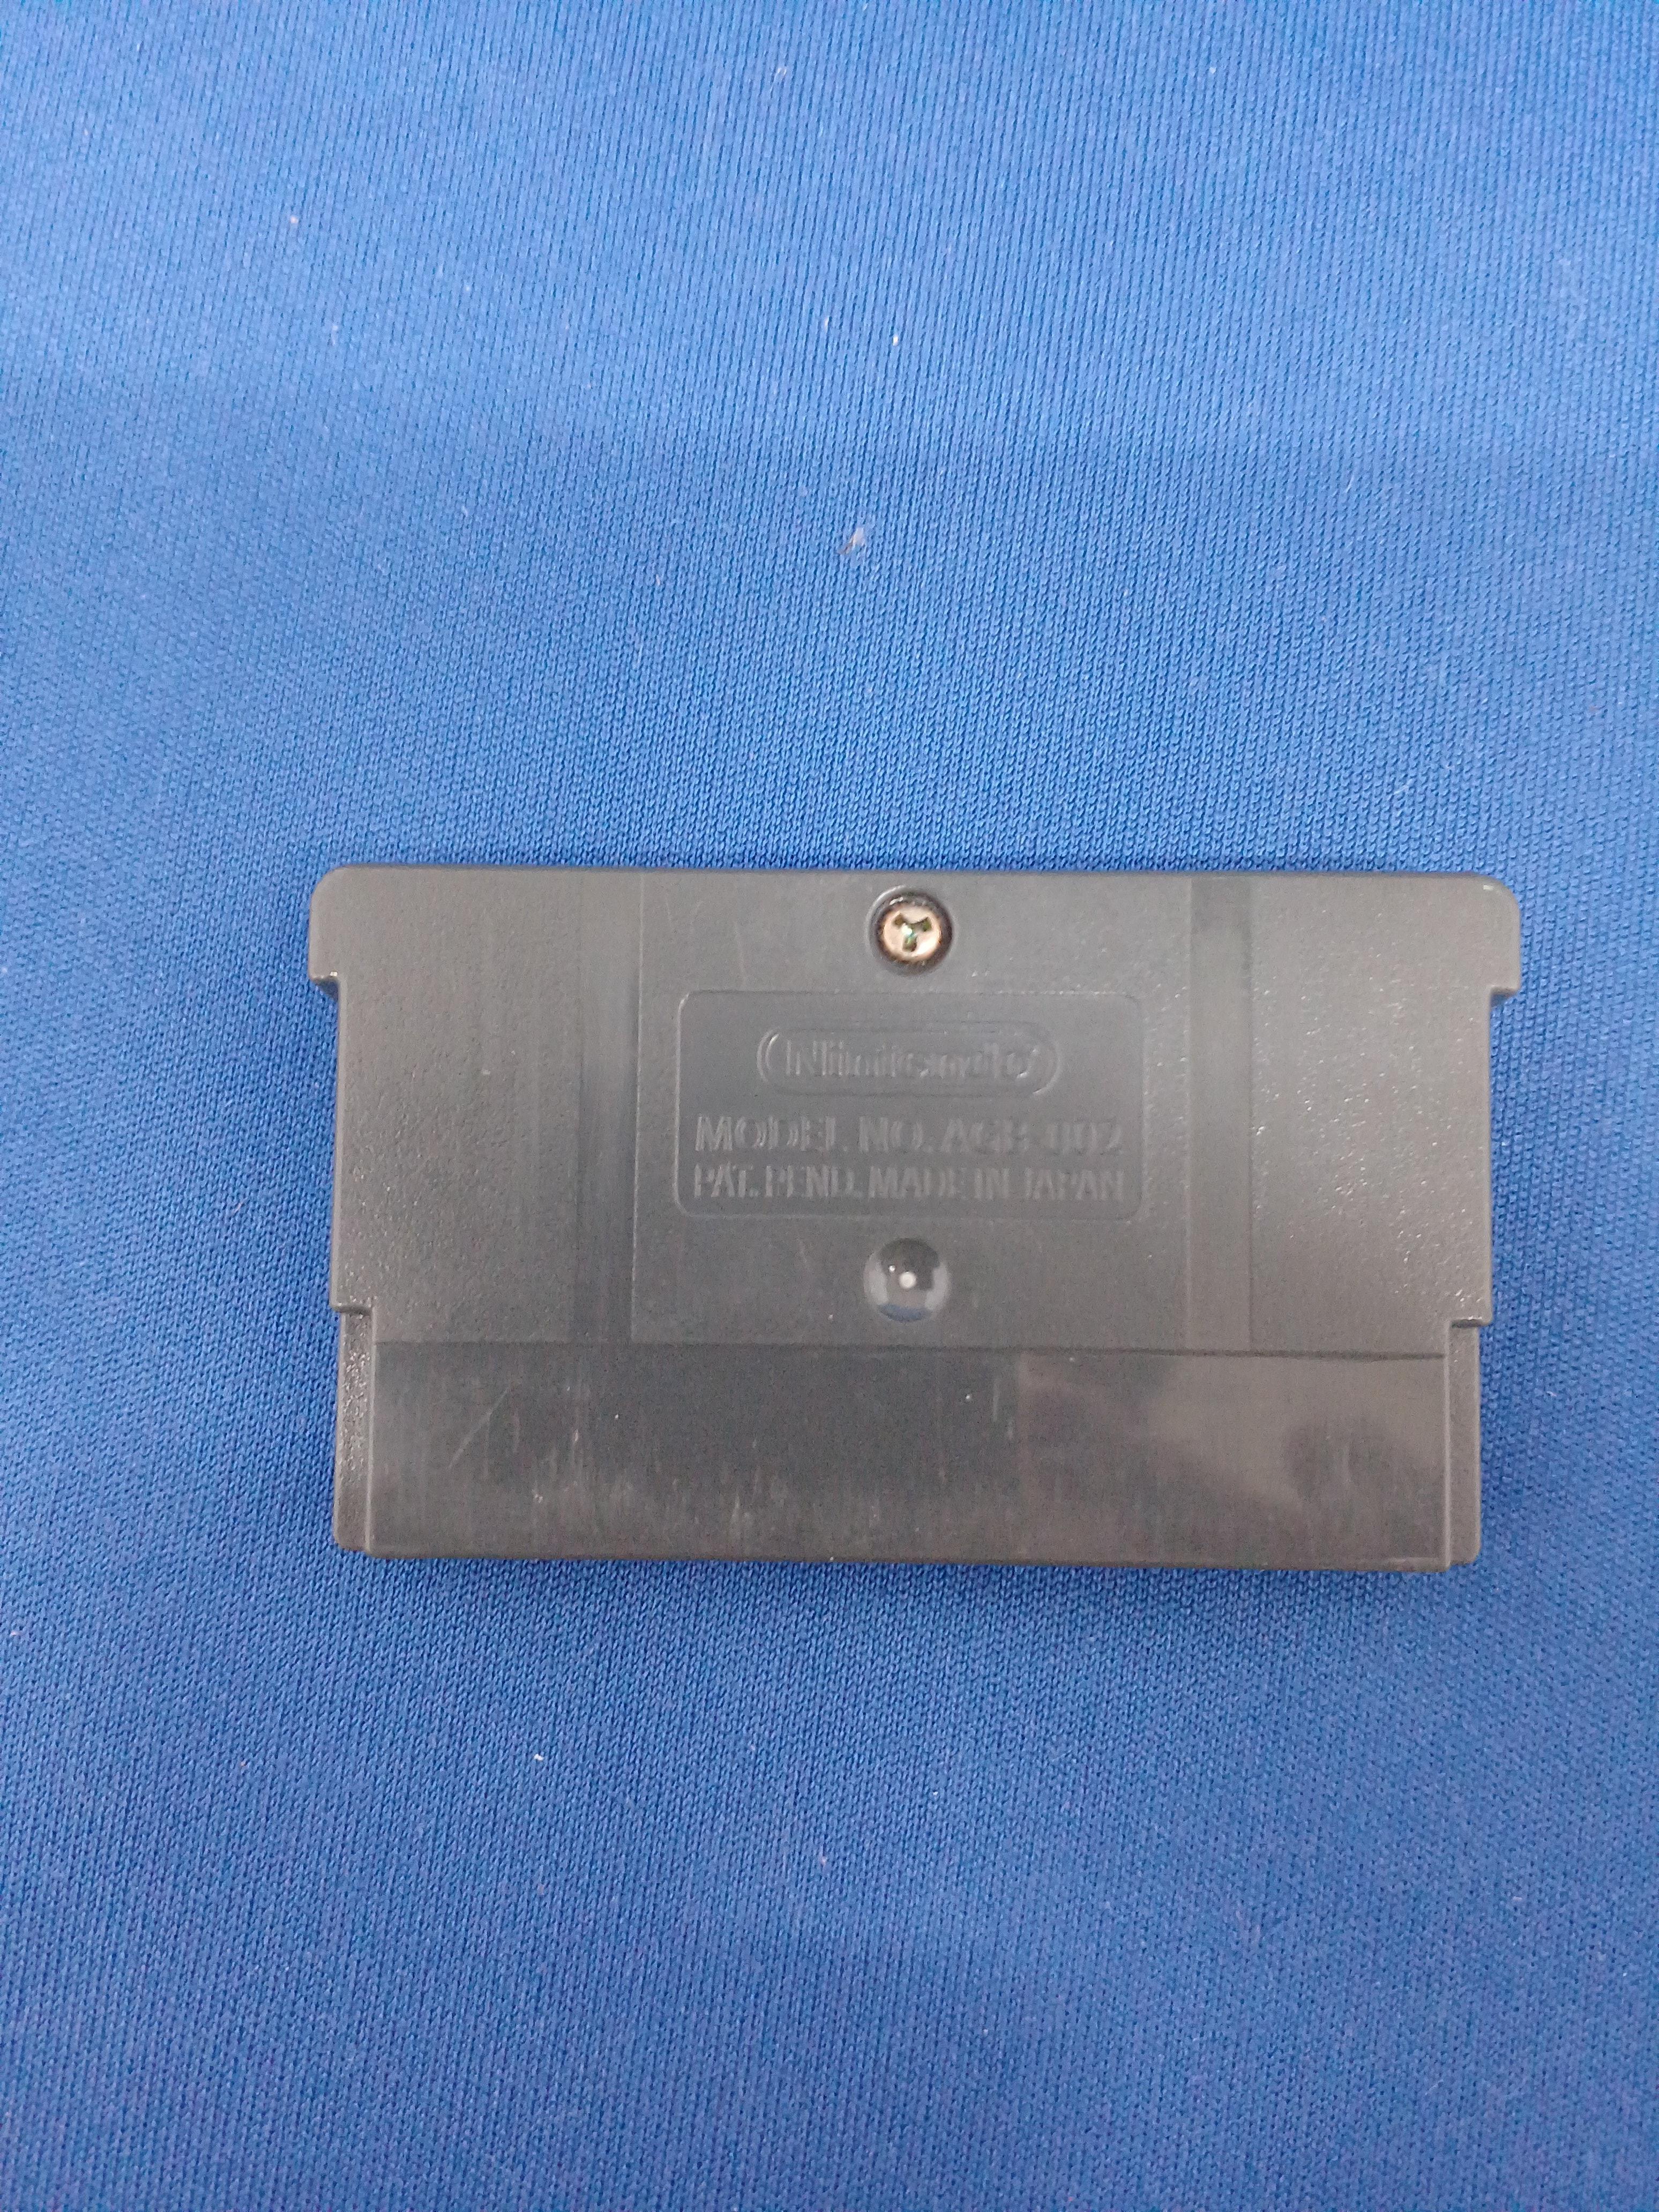 Nintendo
MODEL NO. AGB-002
PAT. PEND. MADE IN JAPAN